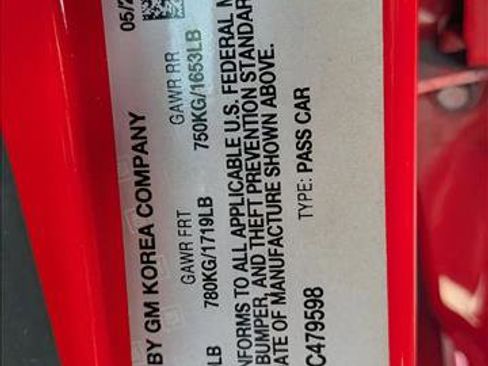 05/2
BY GM KOREA COMPANY
GAWR FRT GAWR RR
LB 780KG/1719LB 750KG/1653LB
NFORMS TO ALL APPLICABLE U.S. FEDERAL M
BUMPER, AND THEFT PREVENTION STANDAR
ATE OF MANUFACTURE SHOWN ABOVE.
C479598 TYPE: PASS CAR